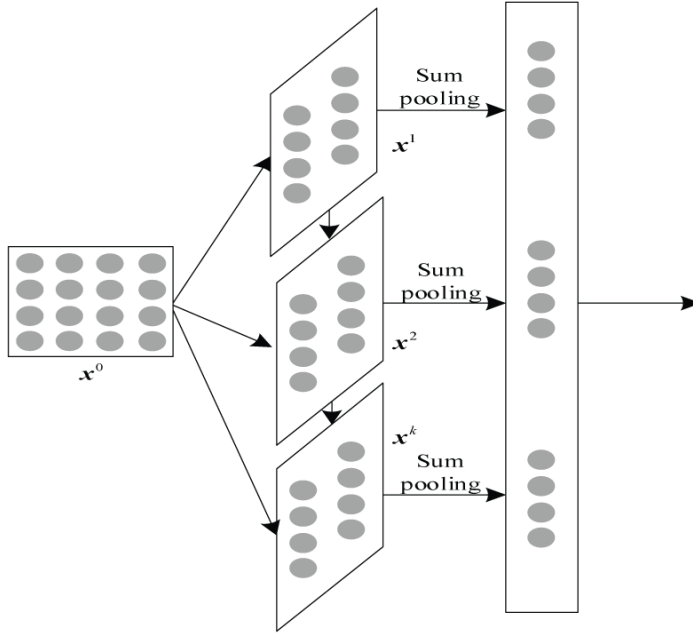 Sum
pooling
x¹
Sum
pooling
x²
x⁰
xᵏ
Sum
pooling